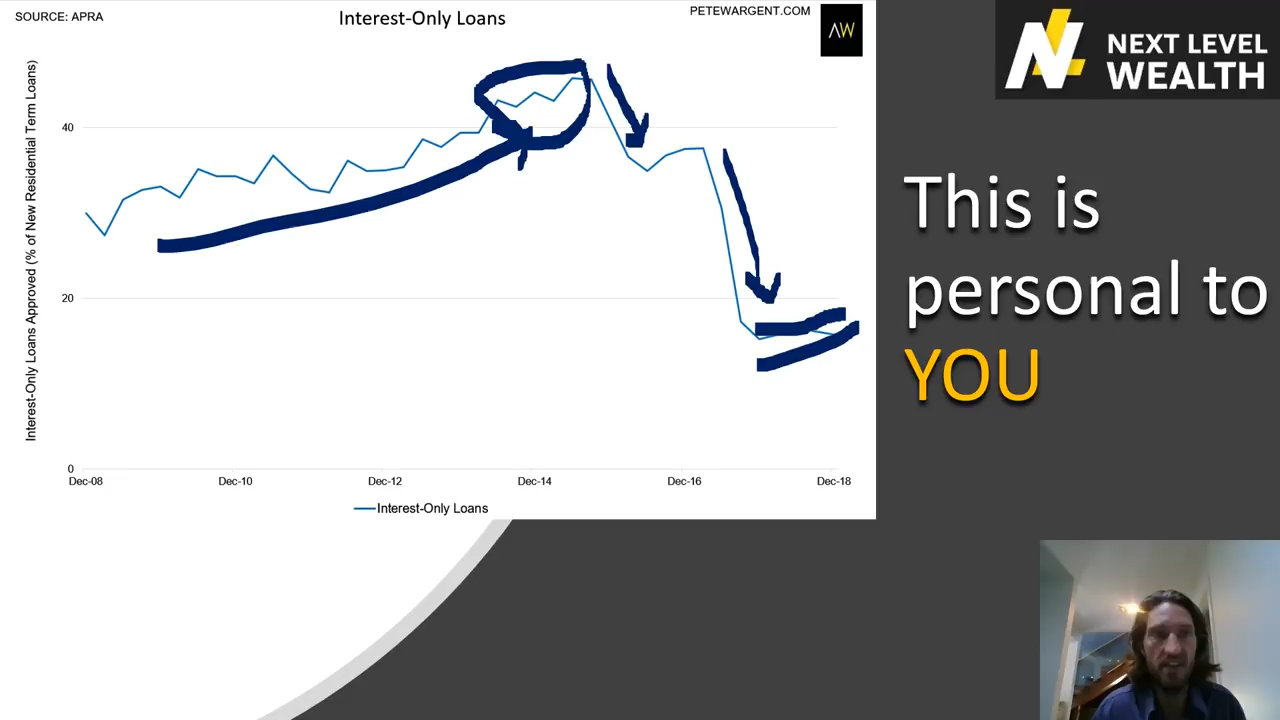 SOURCE: APRA
Interest-Only Loans
PETEWARGENT.COM
AW
NEXT LEVEL
WEALTH
This is
personal to
YOU
Interest-Only Loans Approved (% of New Residential Term Loans)
40
20
0
Dec-08 Dec-10 Dec-12 Dec-14 Dec-16 Dec-18
Interest-Only Loans